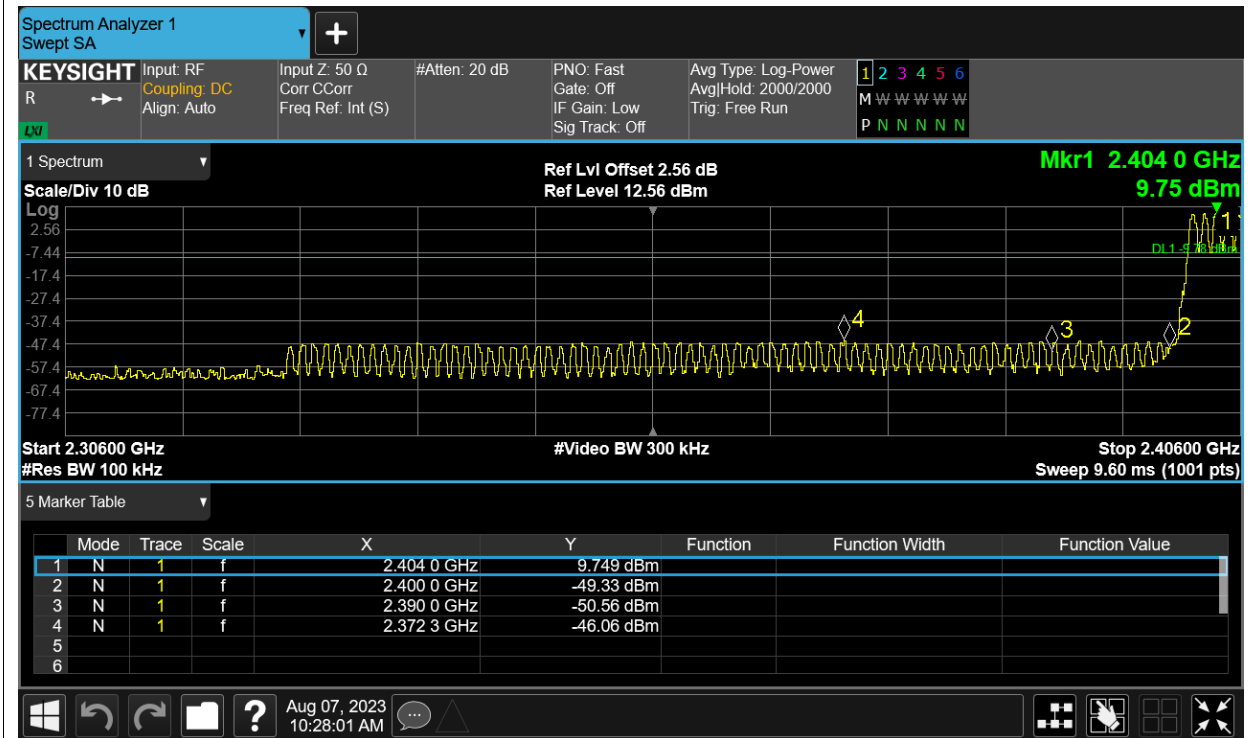 Spectrum Analyzer 1
Swept SA
KEYSIGHT
R
LXI
Input: RF
Coupling: DC
Align: Auto
Input Z: 50 Ω
Corr CCorr
Freq Ref: Int (S)
#Atten: 20 dB
PNO: Fast
Gate: Off
IF Gain: Low
Sig Track: Off
Avg Type: Log-Power
Avg|Hold: 2000/2000
Trig: Free Run
1 2 3 4 5 6
M W W W W W
P N N N N N
1 Spectrum
Scale/Div 10 dB
Ref Lvl Offset 2.56 dB
Ref Level 12.56 dBm
Mkr1 2.404 0 GHz
9.75 dBm
Log
2.56
-7.44
-17.4
-27.4
-37.4
-47.4
-57.4
-67.4
-77.4
1
4
3
2
Start 2.30600 GHz
#Res BW 100 kHz
#Video BW 300 kHz
Stop 2.40600 GHz
Sweep 9.60 ms (1001 pts)
5 Marker Table
Mode Trace Scale X Y Function Function Width Function Value
1 N 1 f 2.404 0 GHz 9.749 dBm
2 N 1 f 2.400 0 GHz -49.33 dBm
3 N 1 f 2.390 0 GHz -50.56 dBm
4 N 1 f 2.372 3 GHz -46.06 dBm
5
6
?
Aug 07, 2023
10:28:01 AM